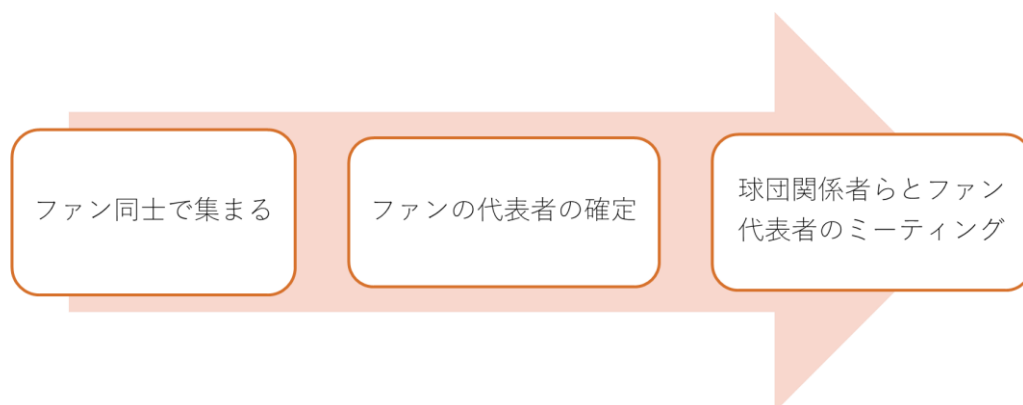 ファン同士で集まる
ファンの代表者の確定
球団関係者らとファン
代表者のミーティング